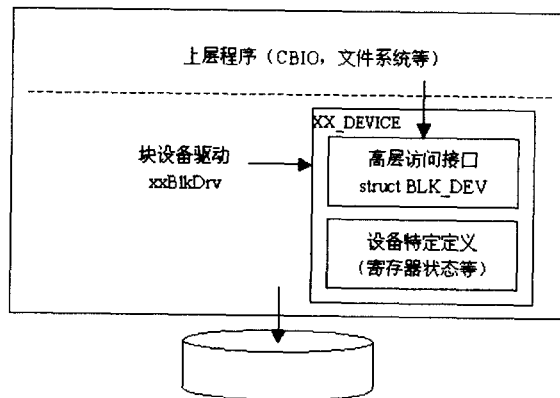 上层程序（CBIO，文件系统等）
XX_DEVICE
块设备驱动
xxBlkDrv
高层访问接口
struct BLK_DEV
设备特定定义
（寄存器状态等）